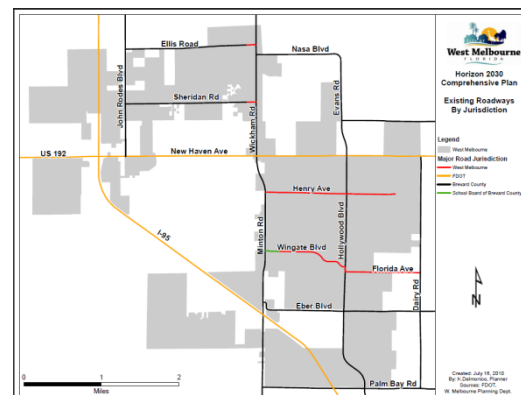 West Melbourne
FLORIDA
Horizon 2030
Comprehensive Plan
Existing Roadways
By Jurisdiction
Legend
West Melbourne
Major Road Jurisdiction
West Melbourne
FDOT
Brevard County
School Board of Brevard County
Ellis Road
Nasa Blvd
John Rodes Blvd
Sheridan Rd
Wickham Rd
Evans Rd
US 192
New Haven Ave
Henry Ave
Minton Rd
Hollywood Blvd
Wingate Blvd
I-95
Florida Ave
Dairy Rd
Eber Blvd
Palm Bay Rd
N
0 1 2
Miles
Created: July 16, 2010
By: K.Delmonico, Planner
Sources: FDOT,
W. Melbourne Planning Dept.